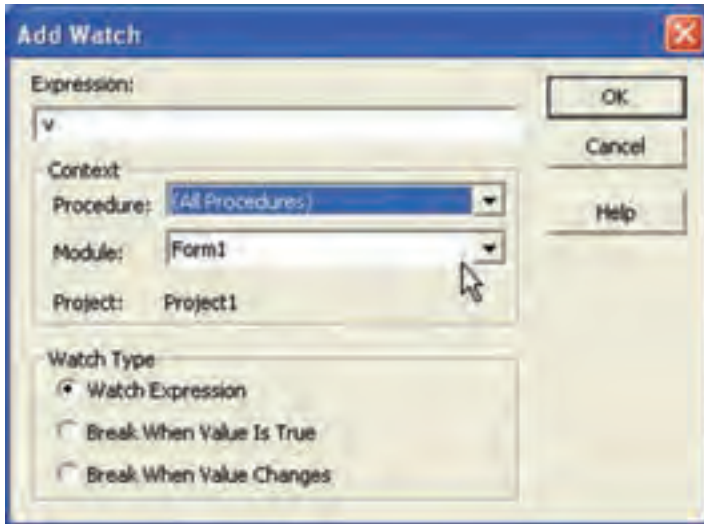 Add Watch
Expression:
v
OK
Cancel
Help
Context
Procedure: (All Procedures)
Module: Form1
Project: Project1
Watch Type
Watch Expression
Break When Value Is True
Break When Value Changes